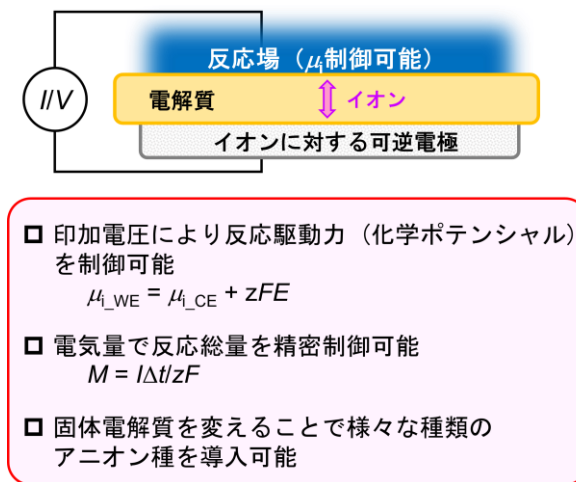 反応場（μi制御可能）
I/V
電解質
イオン
イオンに対する可逆電極
印加電圧により反応駆動力（化学ポテンシャル）
を制御可能
μi_WE = μi_CE + zFE
電気量で反応総量を精密制御可能
M = IΔt/zF
固体電解質を変えることで様々な種類の
アニオン種を導入可能